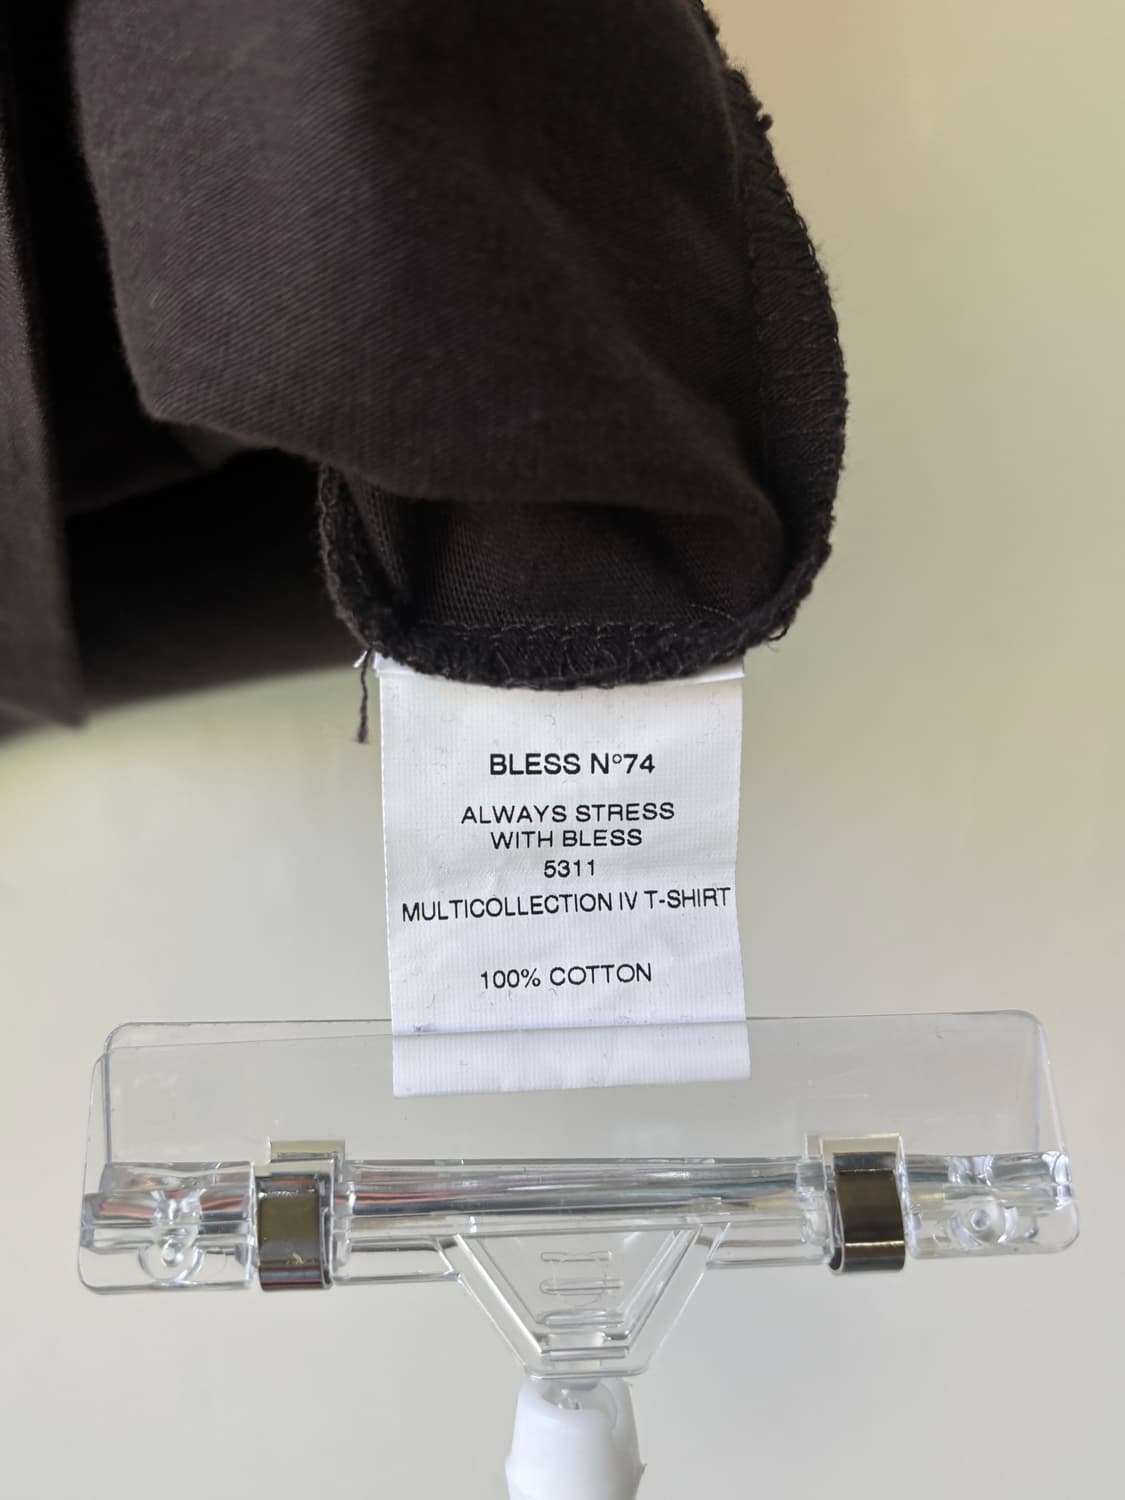 BLESS N°74
ALWAYS STRESS
WITH BLESS
5311
MULTICOLLECTION IV T-SHIRT
100% COTTON